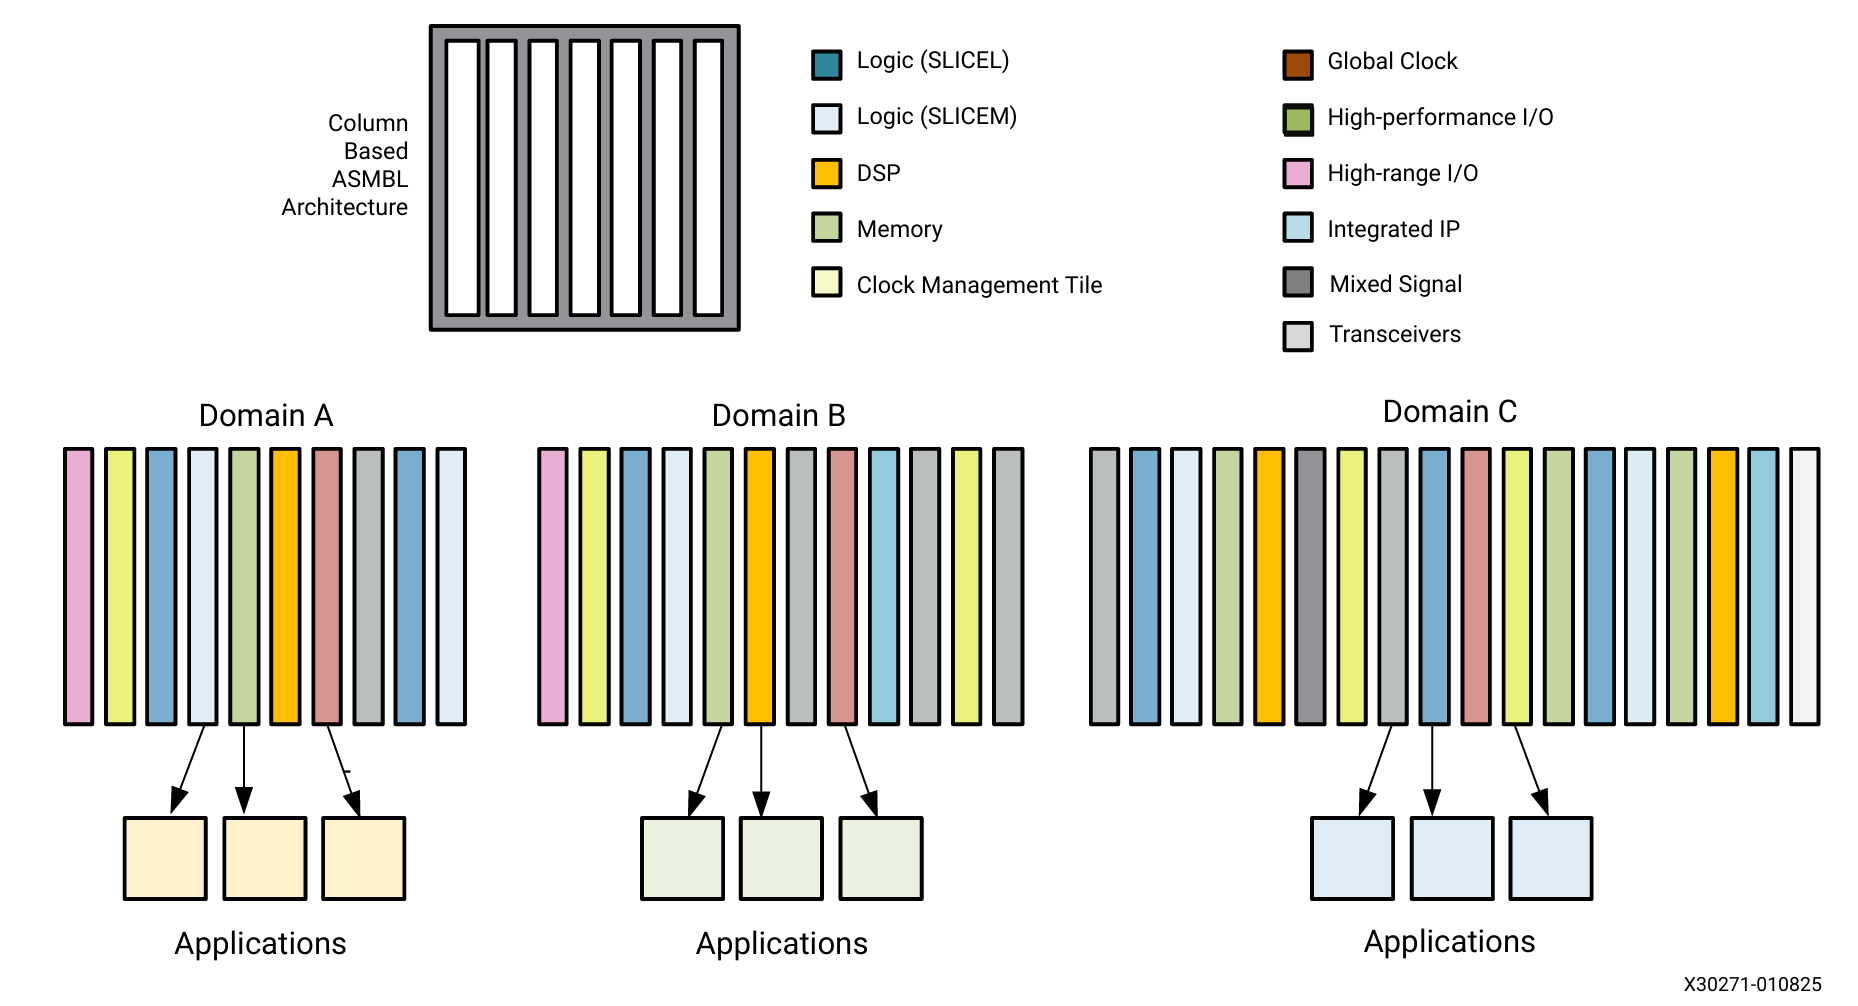 Column
Based
ASMBL
Architecture
Logic (SLICEL)
Logic (SLICEM)
DSP
Memory
Clock Management Tile
Global Clock
High-performance I/O
High-range I/O
Integrated IP
Mixed Signal
Transceivers
Domain A
Domain B
Domain C
Applications
Applications
Applications
X30271-010825